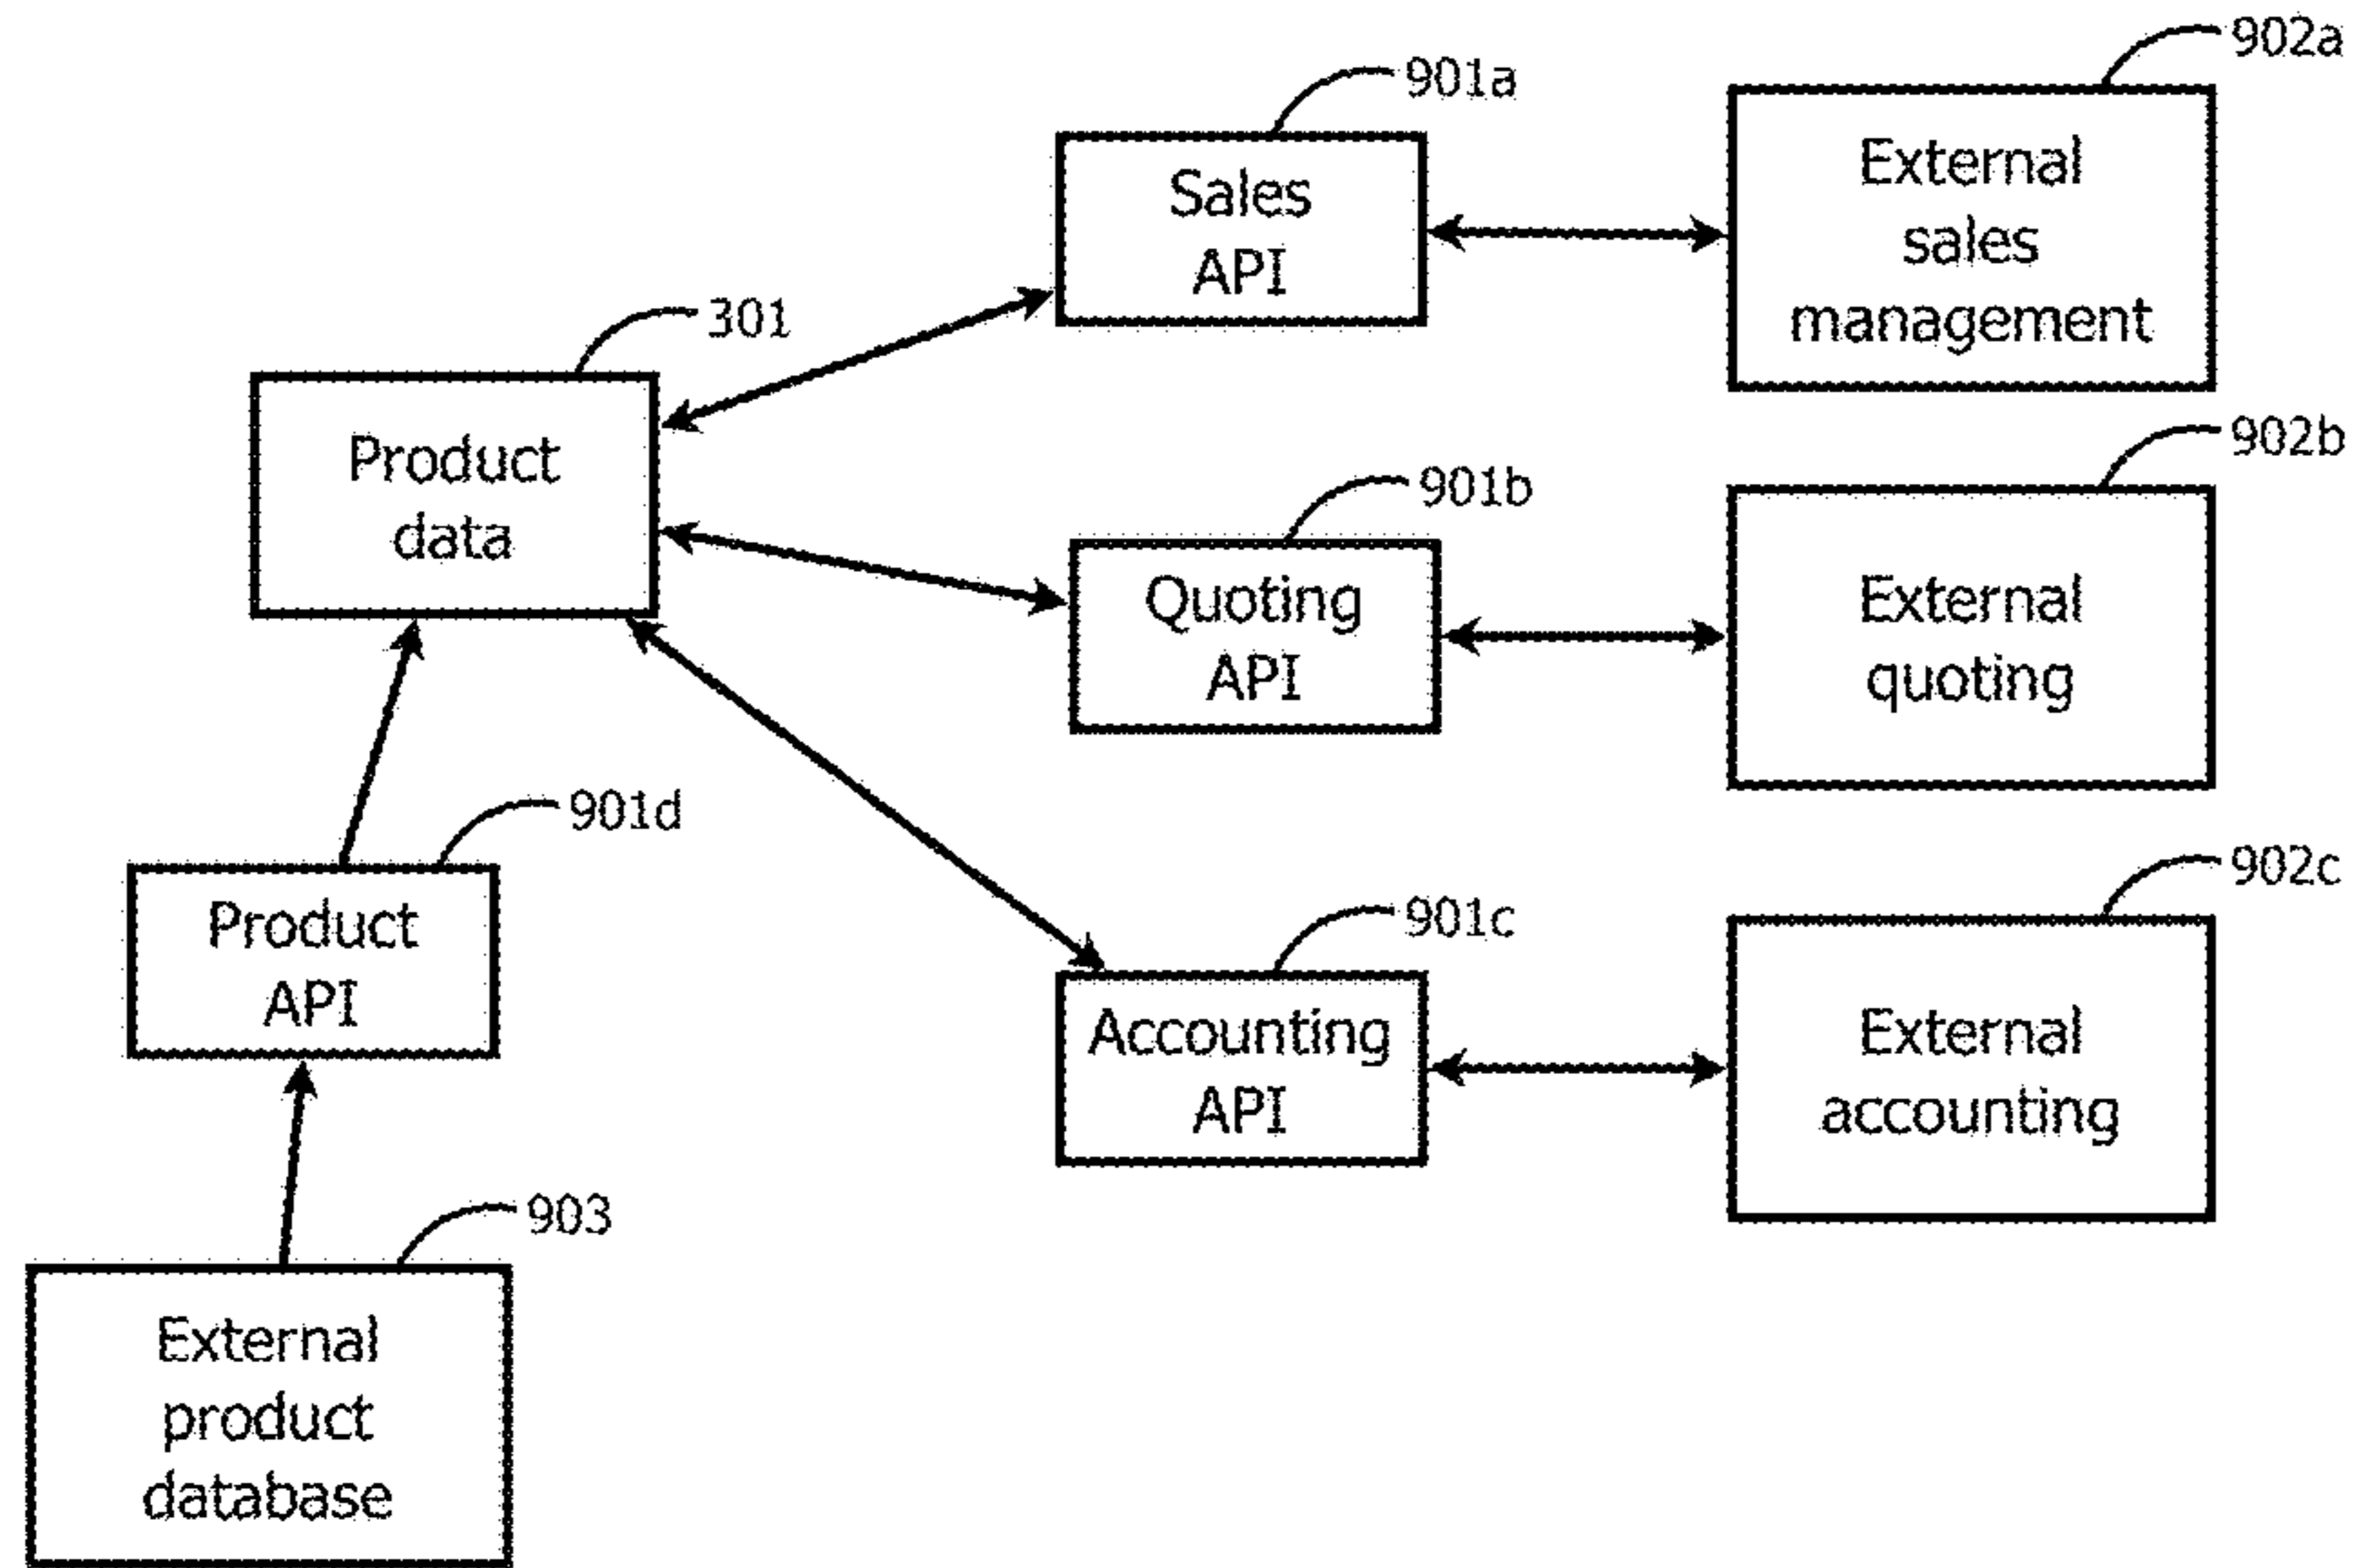 902a
External
sales
management
901a
Sales
API
301
Product
data
902b
External
quoting
901b
Quoting
API
901d
Product
API
902c
External
accounting
901c
Accounting
API
903
External
product
database